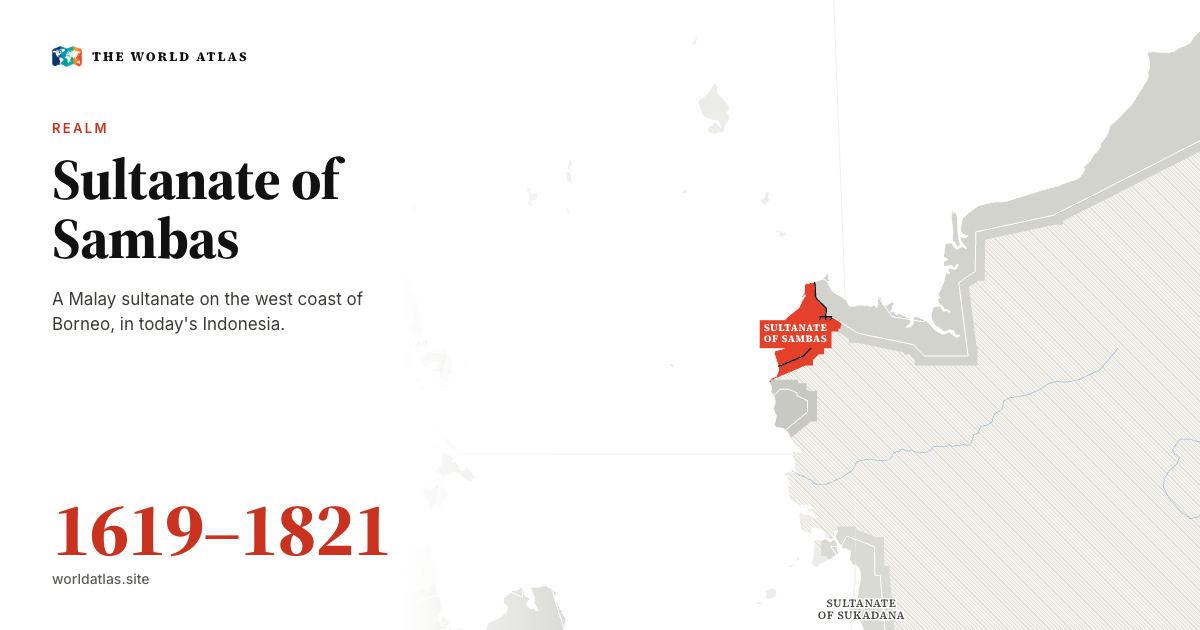 THE WORLD ATLAS
REALM
Sultanate of
Sambas
A Malay sultanate on the west coast of
Borneo, in today's Indonesia.
1619–1821
worldatlas.site
SULTANATE
OF SAMBAS
SULTANATE
OF SUKADANA